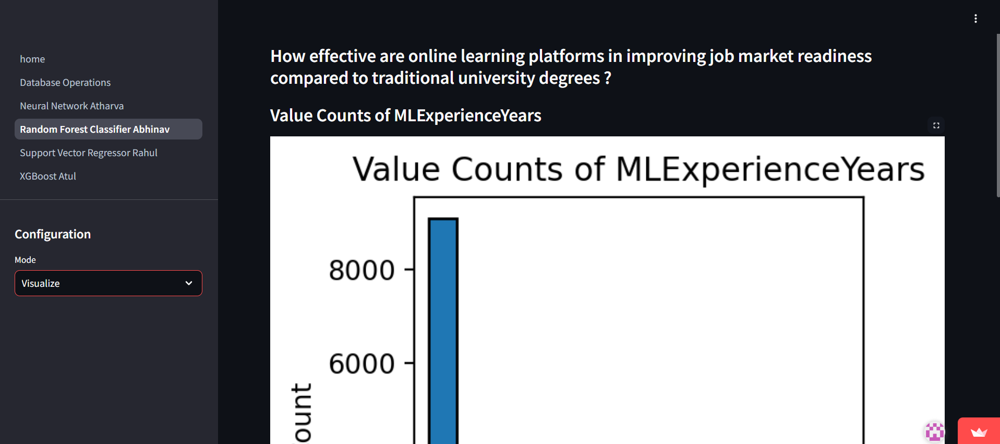 home
Database Operations
Neural Network Atharva
Random Forest Classifier Abhinav
Support Vector Regressor Rahul
XGBoost Atul
Configuration
Mode
Visualize
How effective are online learning platforms in improving job market readiness
compared to traditional university degrees ?
Value Counts of MLExperienceYears
Value Counts of MLExperienceYears
8000
6000